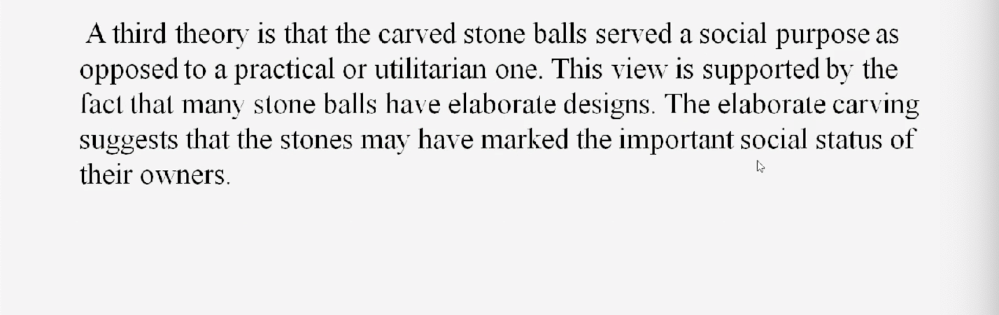 A third theory is that the carved stone balls served a social purpose as
opposed to a practical or utilitarian one. This view is supported by the
fact that many stone balls have elaborate designs. The elaborate carving
suggests that the stones may have marked the important social status of
their owners.